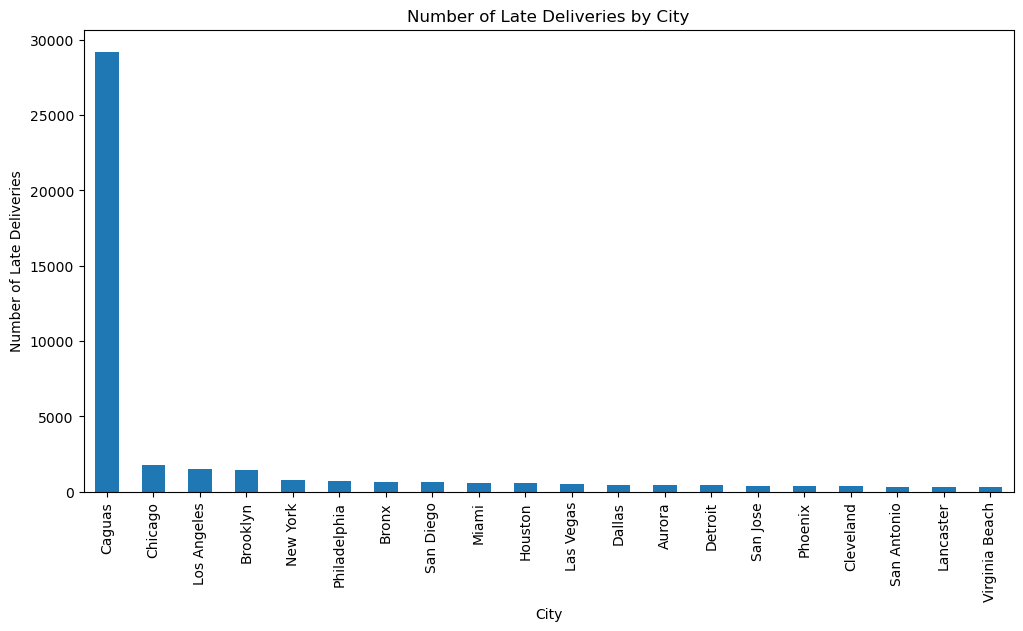 Number of Late Deliveries by City
Number of Late Deliveries
30000
25000
20000
15000
10000
5000
0
Caguas
Chicago
Los Angeles
Brooklyn
New York
Philadelphia
Bronx
San Diego
Miami
Houston
Las Vegas
Dallas
Aurora
Detroit
San Jose
Phoenix
Cleveland
San Antonio
Lancaster
Virginia Beach
City